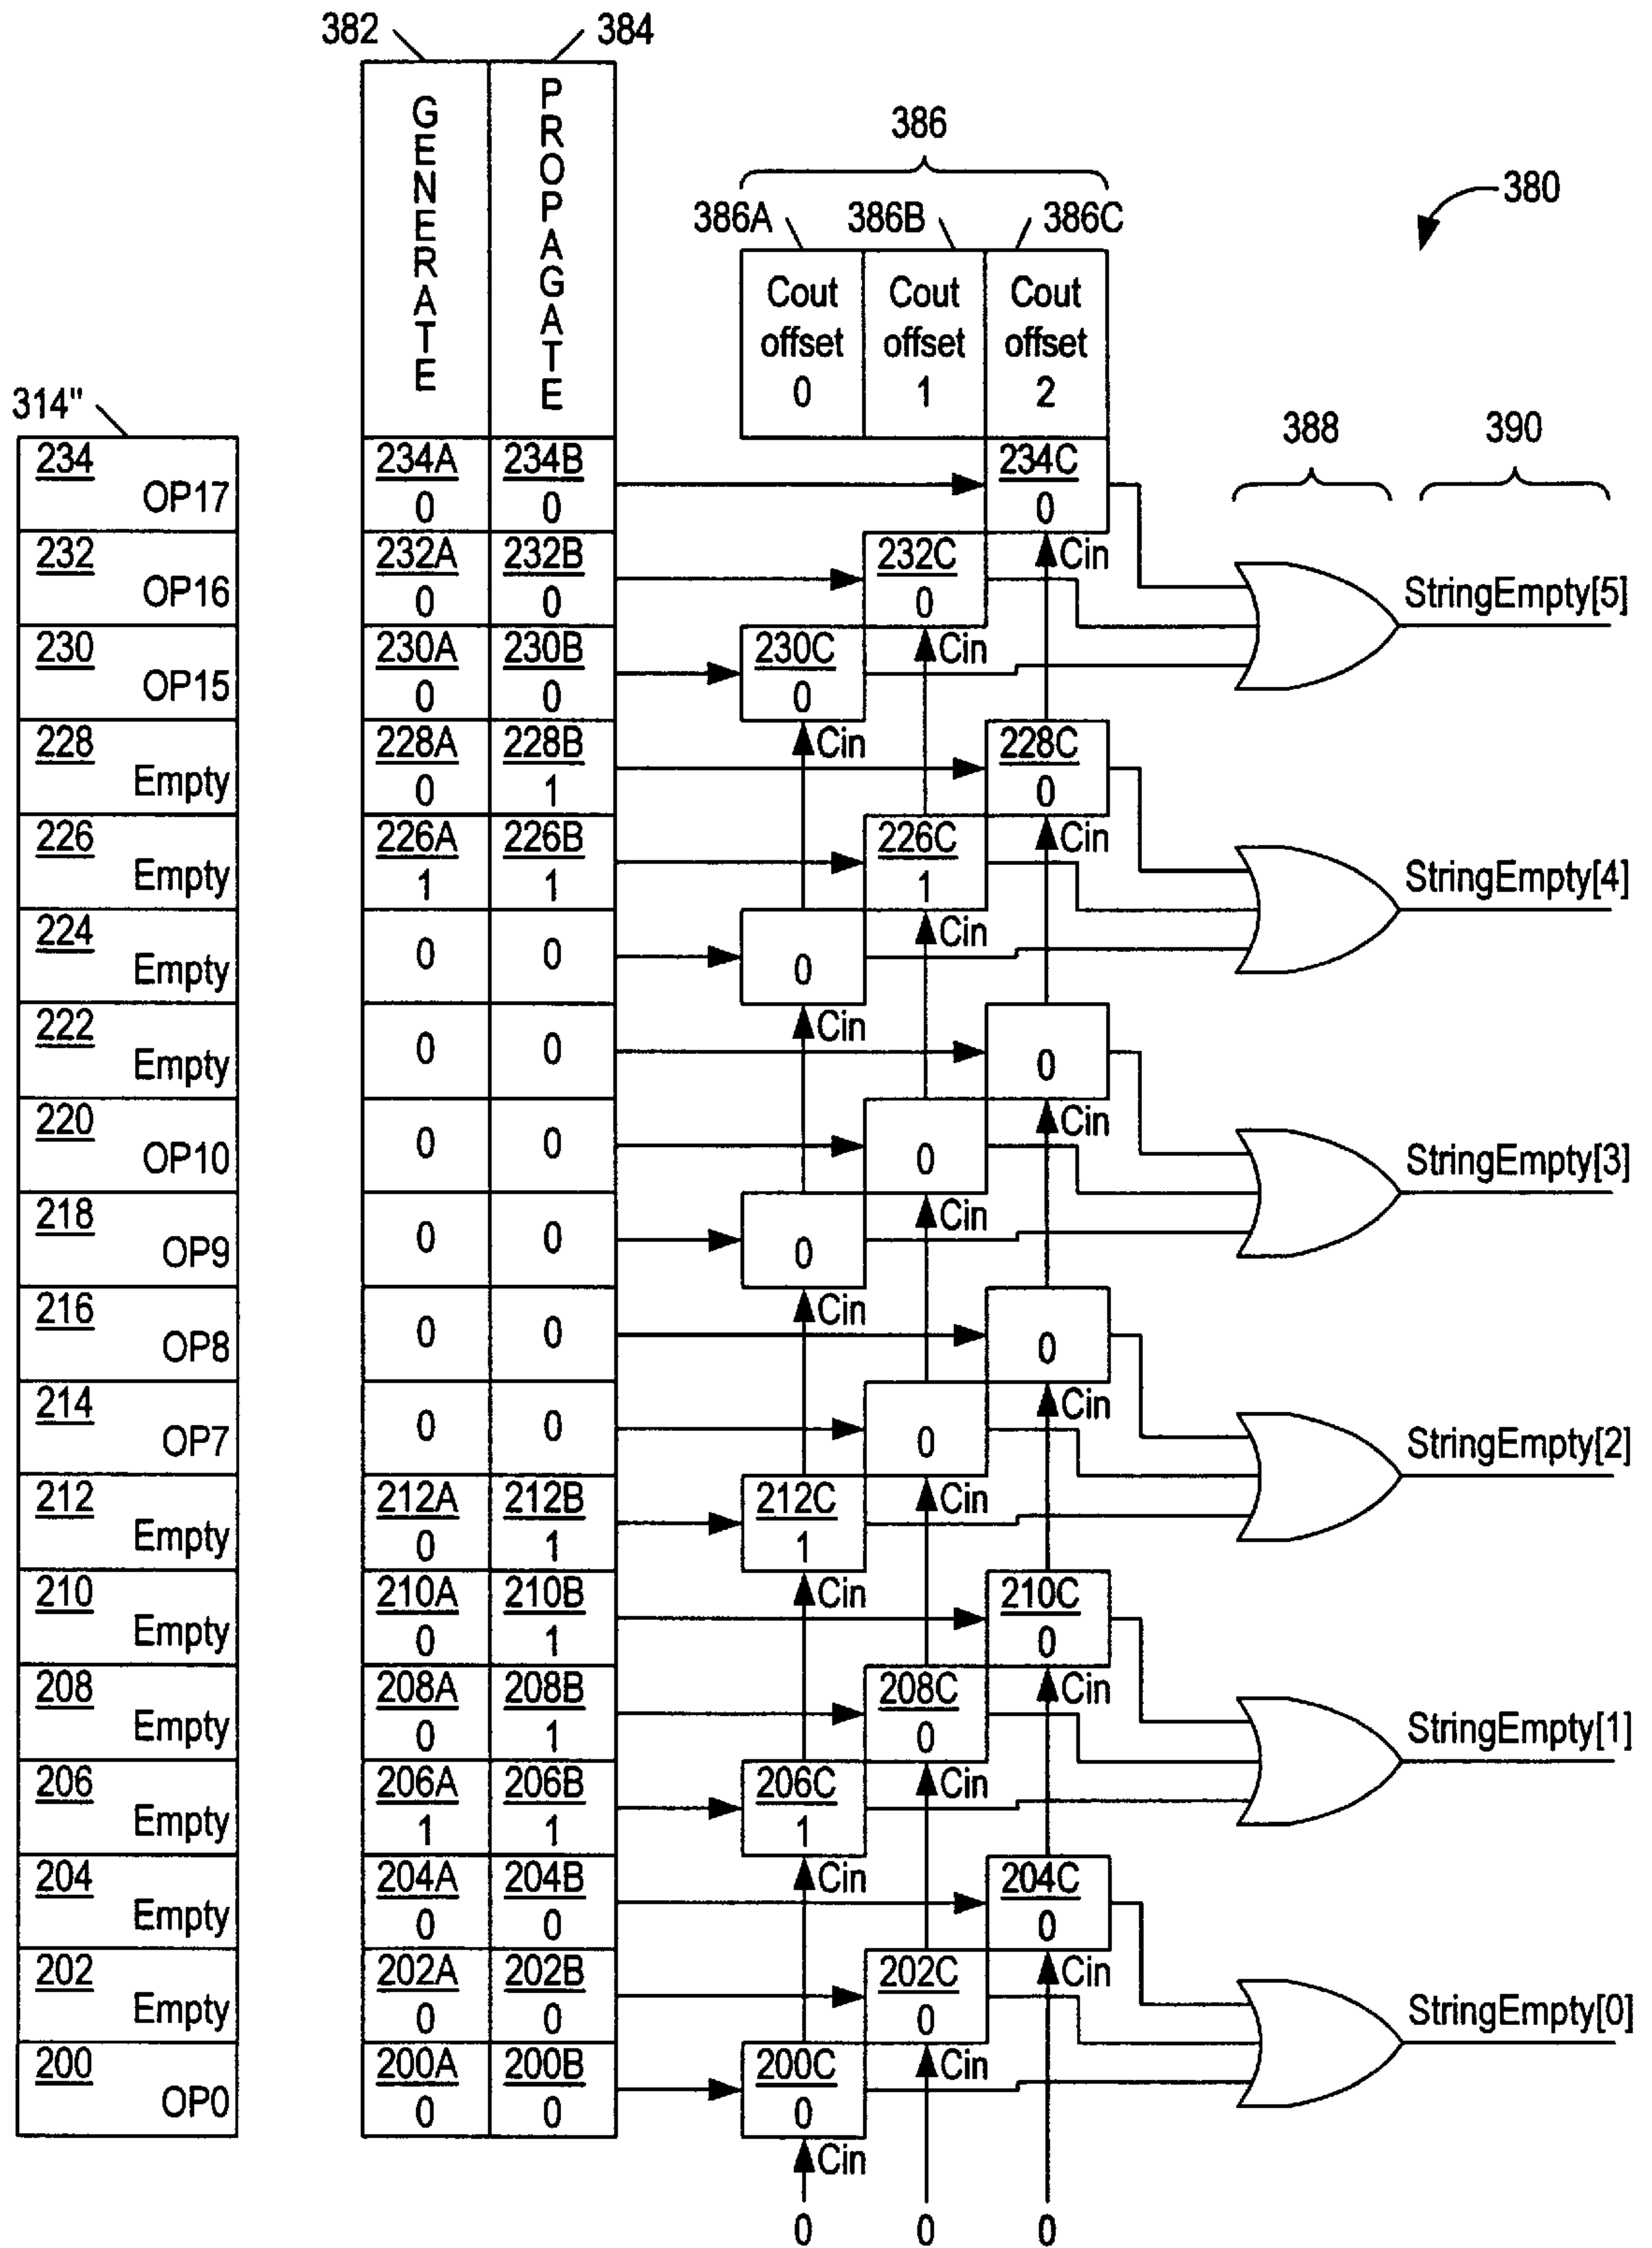 382
384
GENERATE
PROPAGATE
386
386A
386B
386C
380
Cout offset 0
Cout offset 1
Cout offset 2
314"
388
390
234
OP17
234A
0
234B
0
234C
0
232
OP16
232A
0
232B
0
232C
0
Cin
StringEmpty[5]
230
OP15
230A
0
230B
0
230C
0
Cin
228
Empty
228A
0
228B
1
Cin
228C
0
226
Empty
226A
1
226B
1
226C
1
Cin
StringEmpty[4]
224
Empty
0
0
0
Cin
222
Empty
0
0
Cin
0
220
OP10
0
0
0
Cin
StringEmpty[3]
218
OP9
0
0
0
Cin
216
OP8
0
0
Cin
0
214
OP7
0
0
0
Cin
StringEmpty[2]
212
Empty
212A
0
212B
1
212C
1
Cin
210
Empty
210A
0
210B
1
Cin
210C
0
208
Empty
208A
0
208B
1
208C
0
Cin
StringEmpty[1]
206
Empty
206A
1
206B
1
206C
1
Cin
204
Empty
204A
0
204B
0
Cin
204C
0
202
Empty
202A
0
202B
0
202C
0
Cin
StringEmpty[0]
200
OP0
200A
0
200B
0
200C
0
Cin
Cin
0
0
0